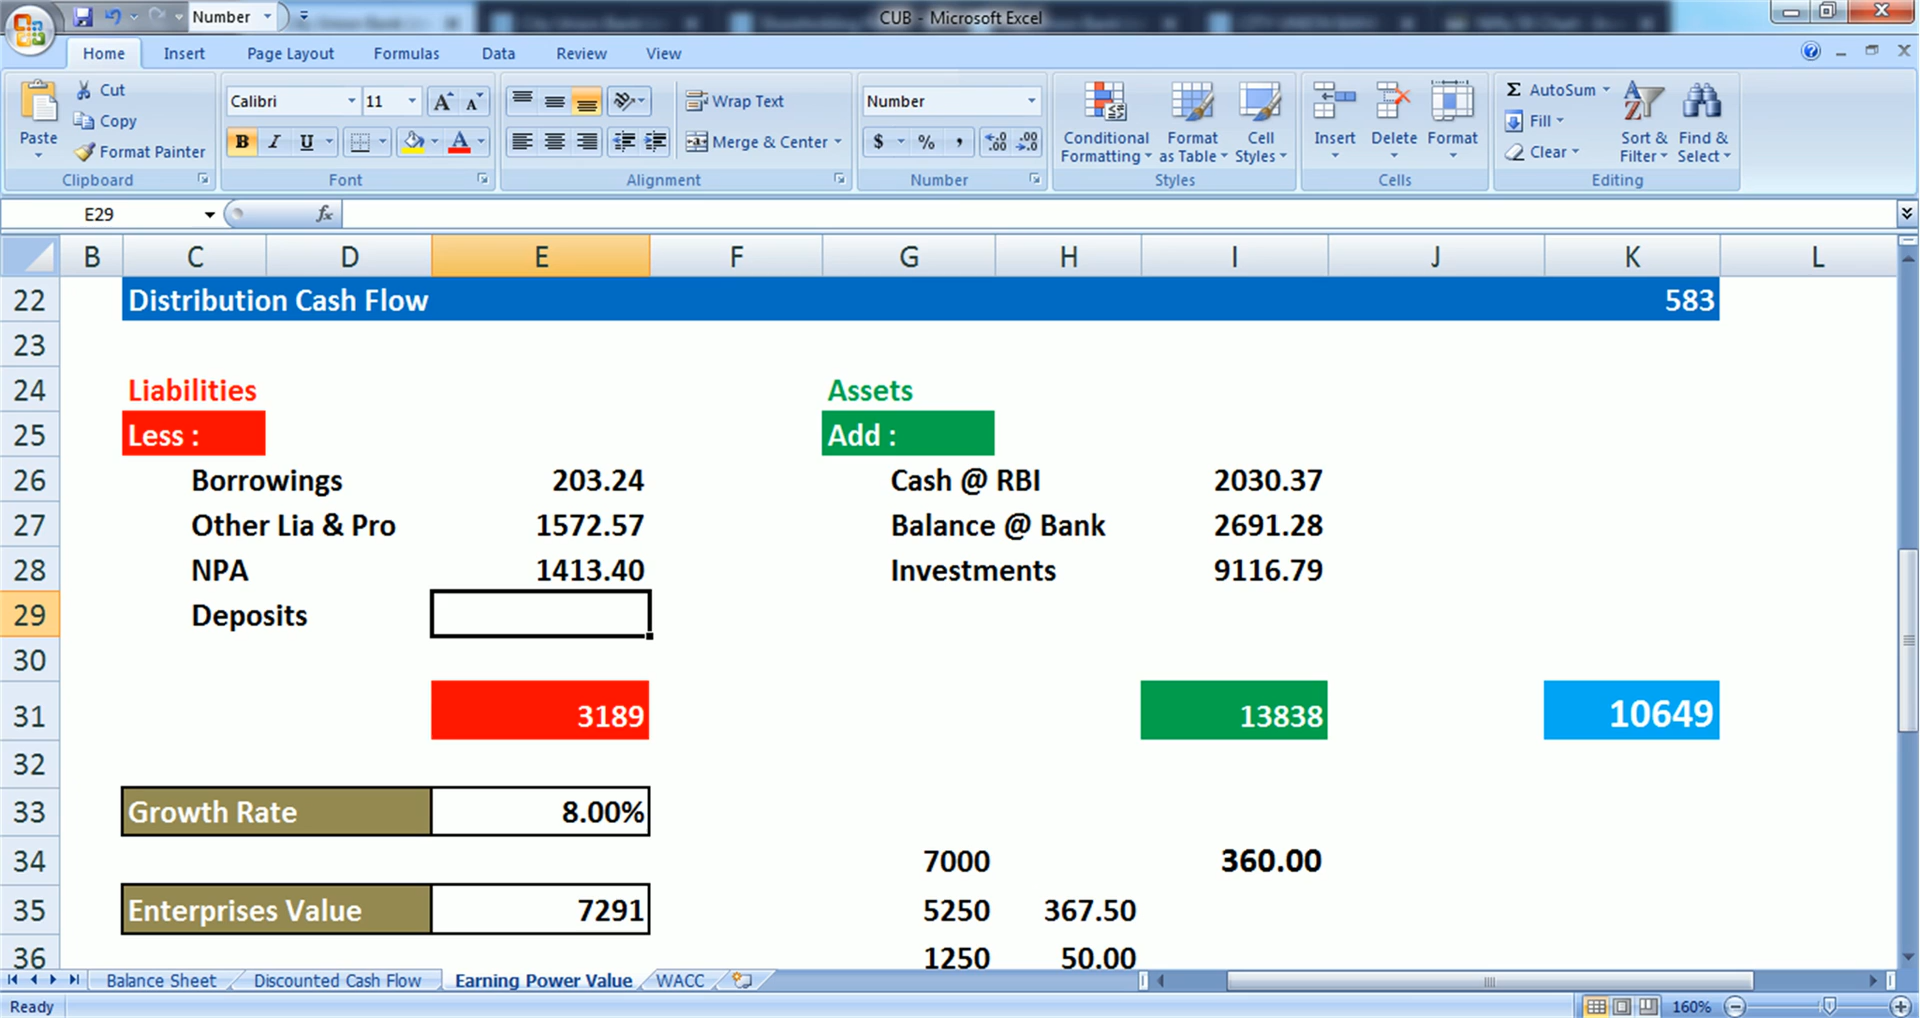 Number
CUB - Microsoft Excel
Home Insert Page Layout Formulas Data Review View
Paste
Cut
Copy
Format Painter
Clipboard
Calibri 11
B I U
Font
Wrap Text
Merge & Center
Alignment
Number
$ % ,
Number
Conditional Formatting
Format as Table
Cell Styles
Styles
Insert Delete Format
Cells
Σ AutoSum
Fill
Clear
Sort & Filter
Find & Select
Editing
E29 fx
B C D E F G H I J K L
22 Distribution Cash Flow 583
23
24 Liabilities Assets
25 Less : Add :
26 Borrowings 203.24 Cash @ RBI 2030.37
27 Other Lia & Pro 1572.57 Balance @ Bank 2691.28
28 NPA 1413.40 Investments 9116.79
29 Deposits
30
31 3189 13838 10649
32
33 Growth Rate 8.00%
34 7000 360.00
35 Enterprises Value 7291 5250 367.50
36 1250 50.00
Balance Sheet Discounted Cash Flow Earning Power Value WACC
Ready 160%